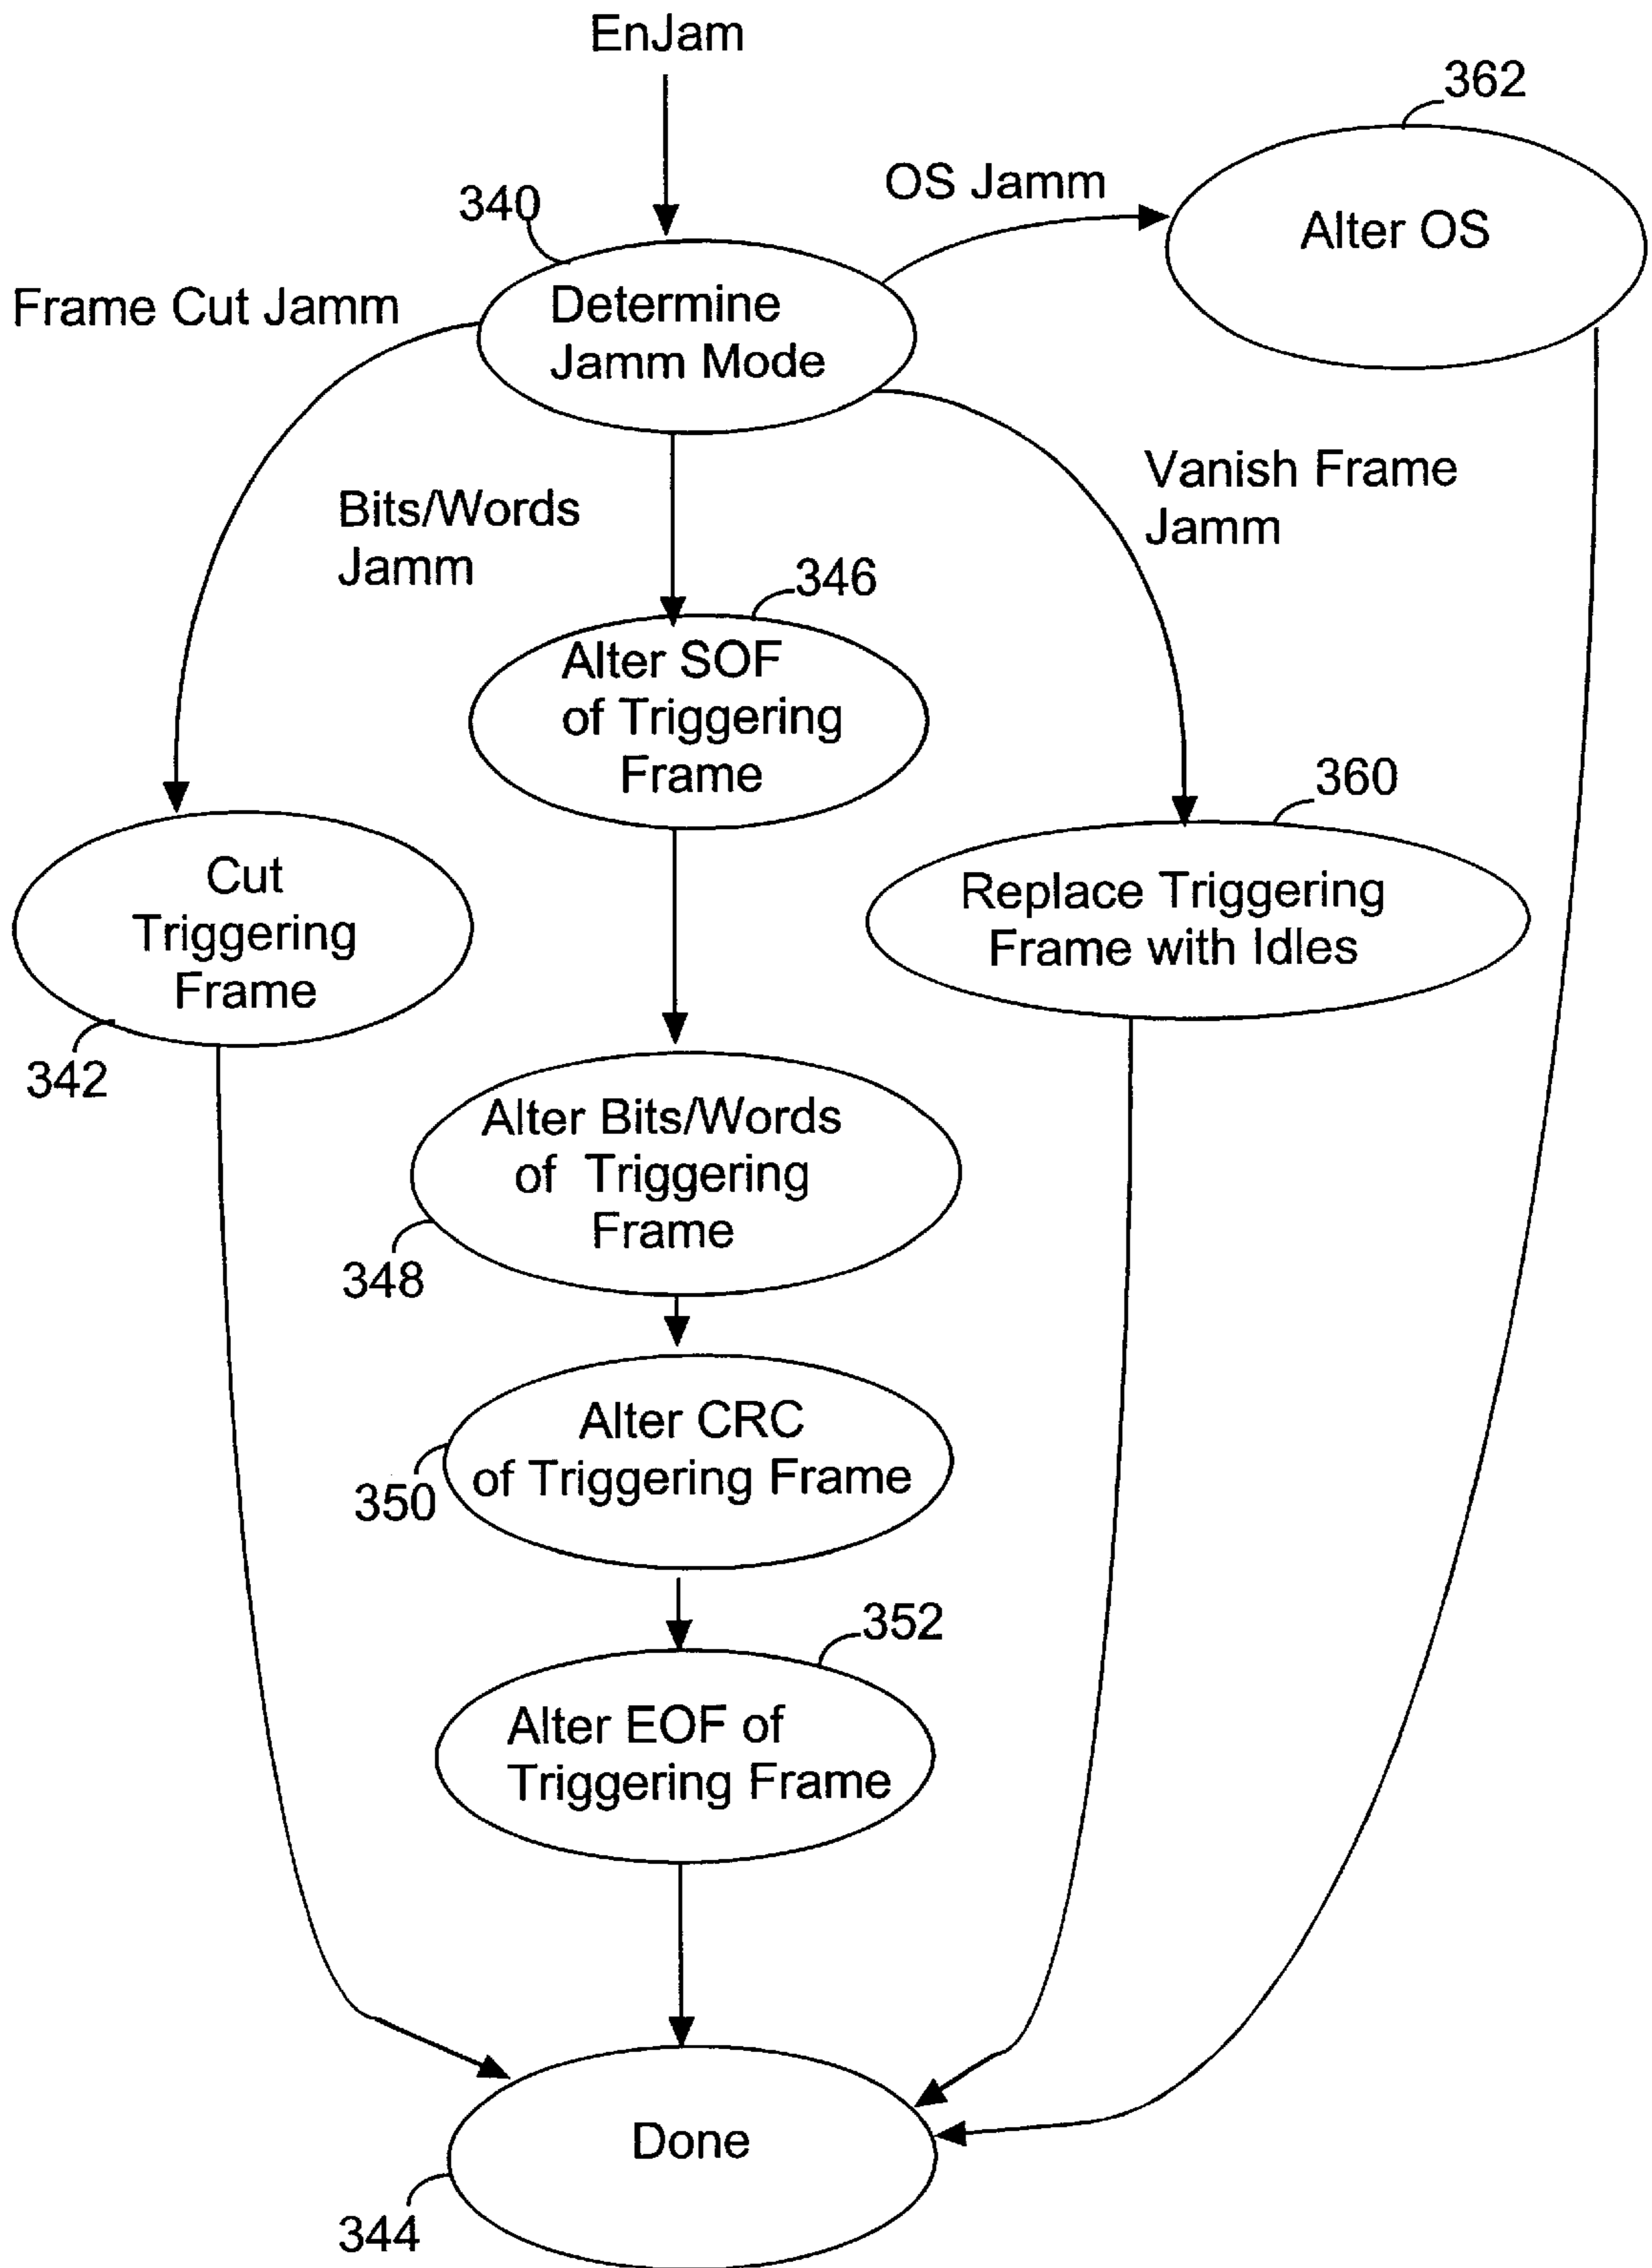 EnJam
362
OS Jamm
340
Alter OS
Frame Cut Jamm
Determine
Jamm Mode
Vanish Frame
Jamm
Bits/Words
Jamm
346
Alter SOF
of Triggering
Frame
360
Cut
Triggering
Frame
Replace Triggering
Frame with Idles
342
Alter Bits/Words
of Triggering
Frame
348
Alter CRC
of Triggering Frame
350
352
Alter EOF of
Triggering Frame
Done
344